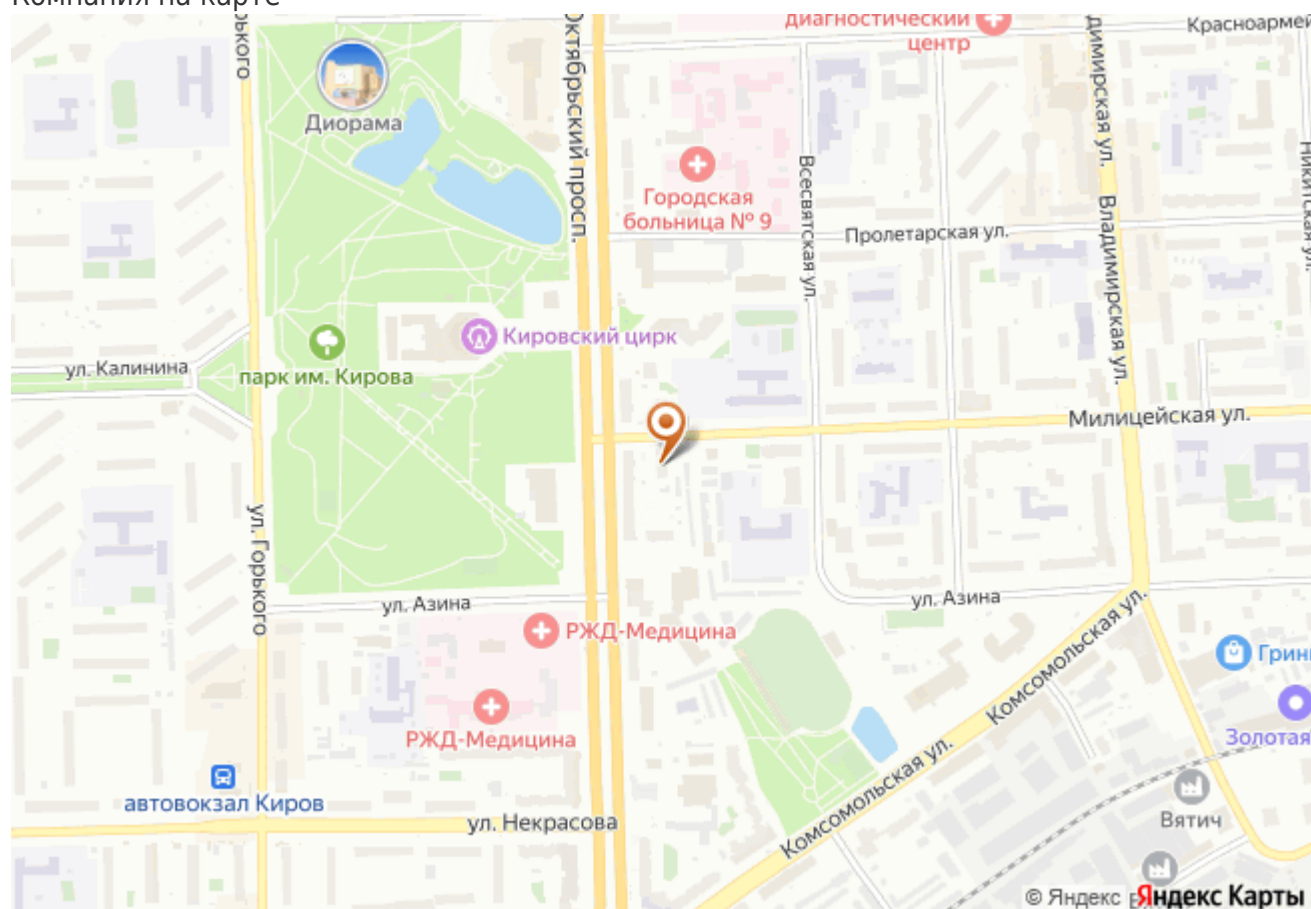 Компания на карте
диагностический
центр
Красноармей
Октябрьский просп.
Диорама
Городская
больница № 9
Всесвятская ул.
Пролетарская ул.
Владимирская ул.
Кировский цирк
ул. Калинина
парк им. Кирова
Милицейская ул.
ул. Горького
ул. Азина
ул. Азина
РЖД-Медицина
Комсомольская ул.
Грин
РЖД-Медицина
Золотая
Комсомольская ул.
автовокзал Киров
ул. Некрасова
Вятич
© Яндекс
Яндекс Карты